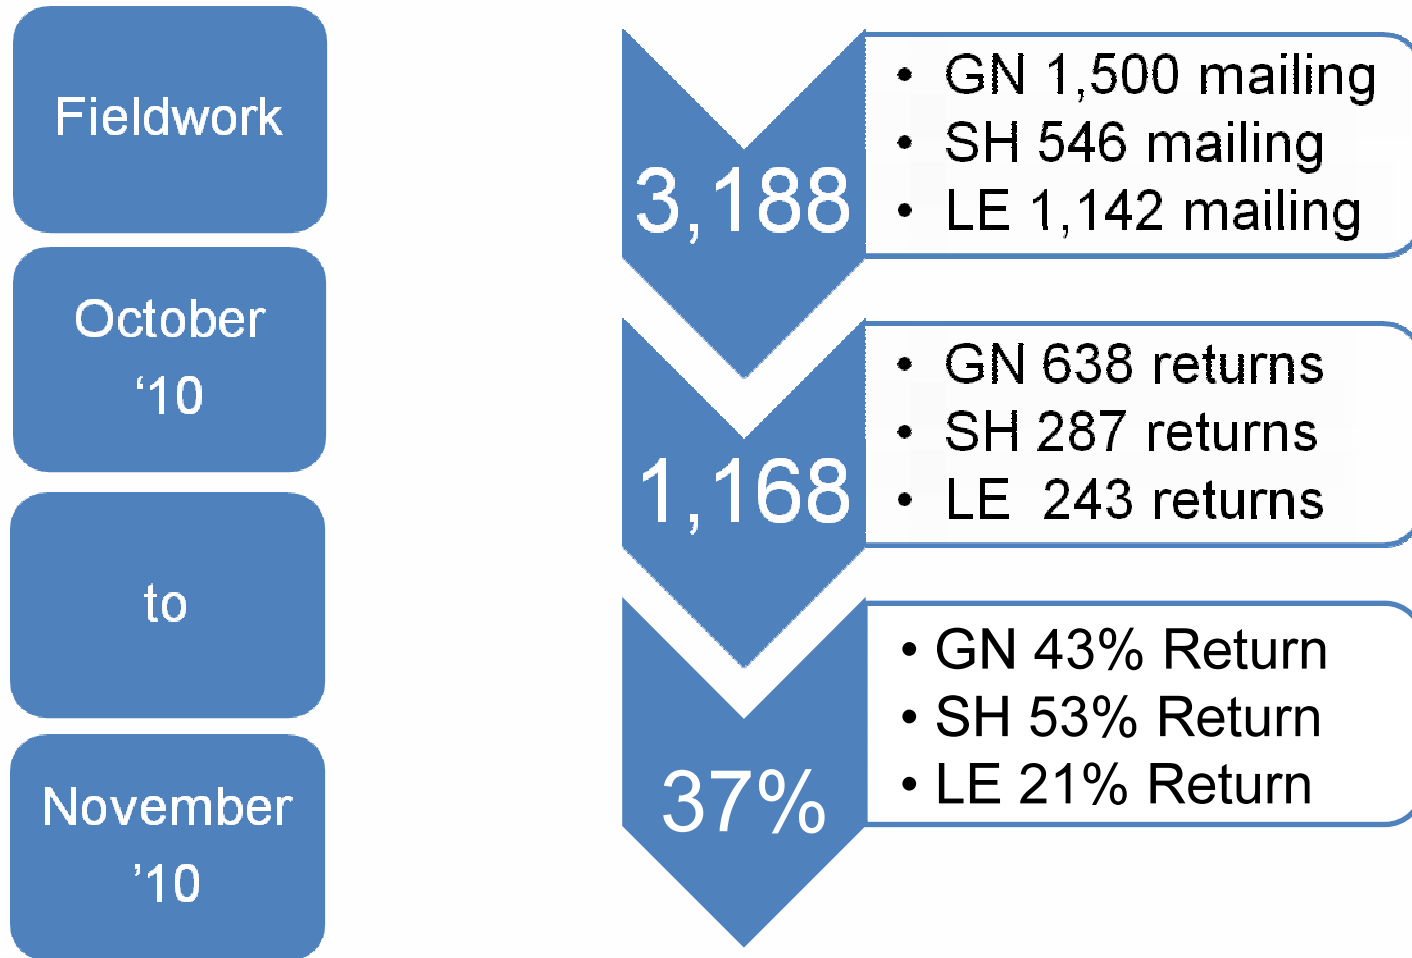 Fieldwork
October
‘10
to
November
’10
3,188
• GN 1,500 mailing
• SH 546 mailing
• LE 1,142 mailing
1,168
• GN 638 returns
• SH 287 returns
• LE 243 returns
37%
• GN 43% Return
• SH 53% Return
• LE 21% Return